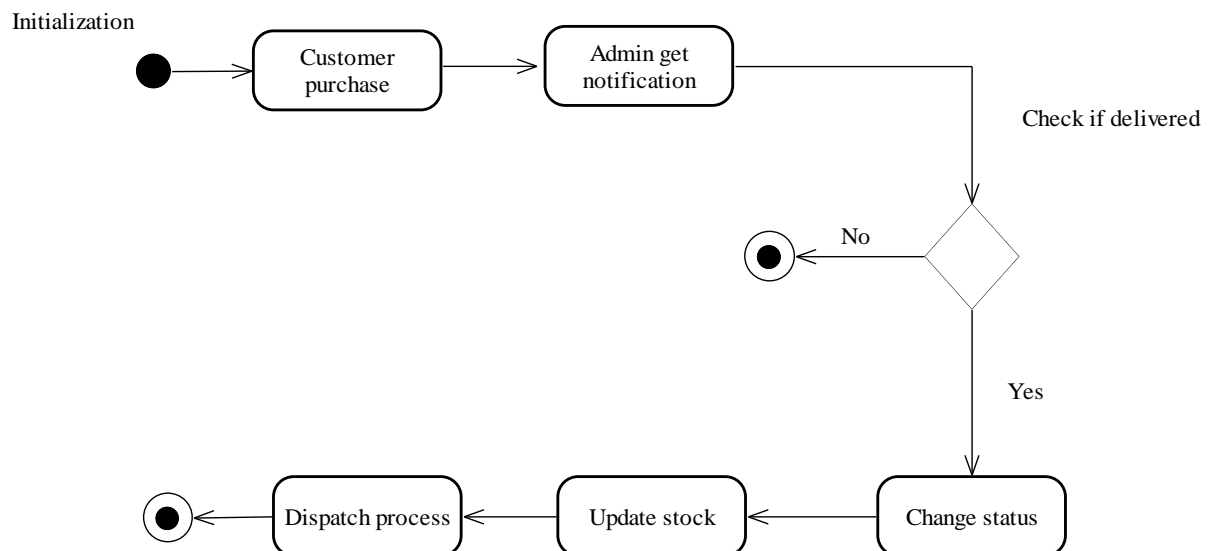 Initialization
Customer
purchase
Admin get
notification
Check if delivered
No
Yes
Dispatch process
Update stock
Change status